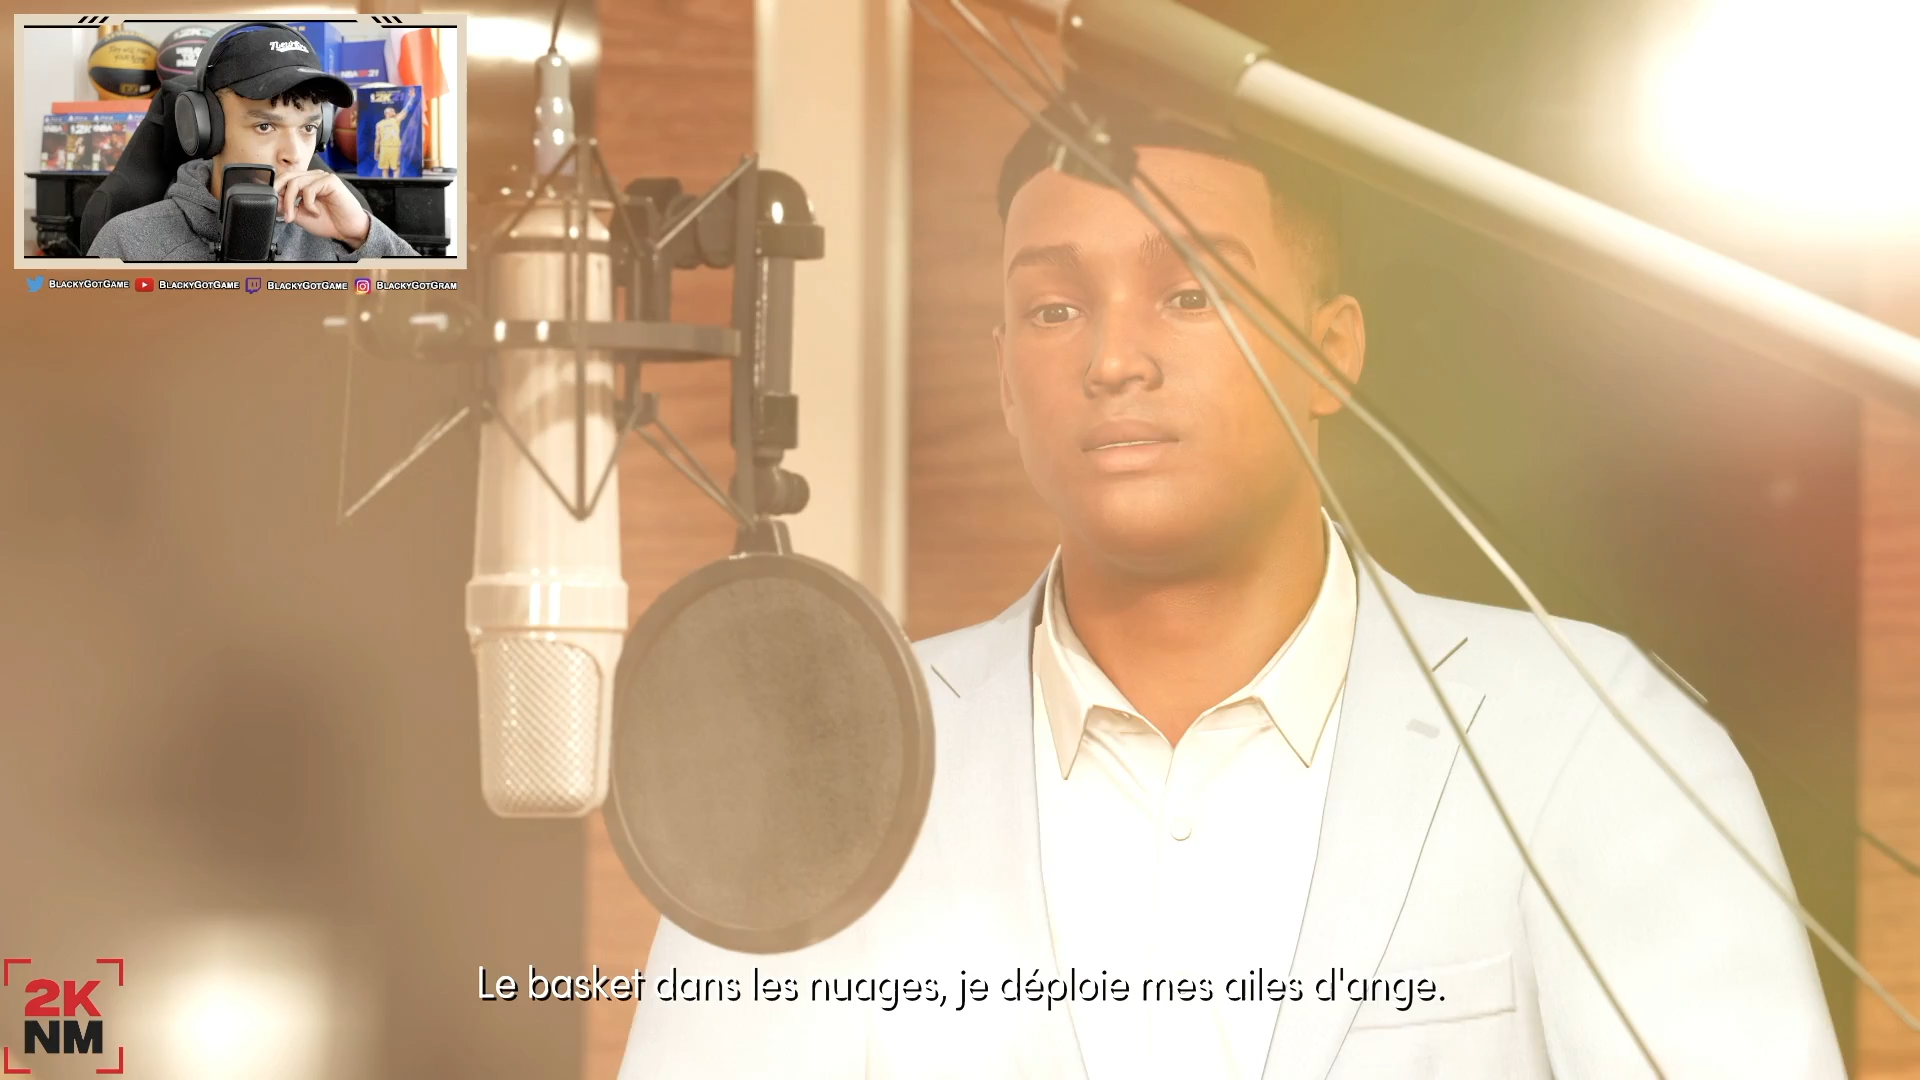 BLACKYGOTGAME BLACKYGOTGAME BLACKYGOTGAME BLACKYGOTGRAM
Le basket dans les nuages, je déploie mes ailes d'ange.
2K
NM